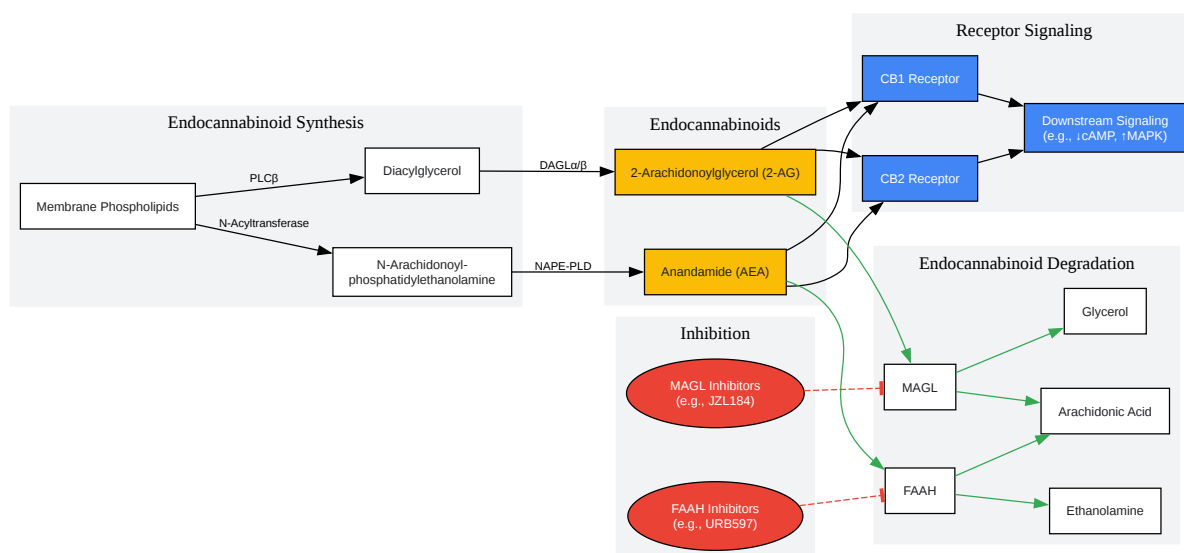 Receptor Signaling
CB1 Receptor
Downstream Signaling
(e.g., ↓cAMP, ↑MAPK)
CB2 Receptor
Endocannabinoid Synthesis
Membrane Phospholipids
PLCβ
Diacylglycerol
N-Acyltransferase
N-Arachidonoyl-
phosphatidylethanolamine
DAGLα/β
NAPE-PLD
Endocannabinoids
2-Arachidonoylglycerol (2-AG)
Anandamide (AEA)
Inhibition
MAGL Inhibitors
(e.g., JZL184)
FAAH Inhibitors
(e.g., URB597)
Endocannabinoid Degradation
Glycerol
MAGL
Arachidonic Acid
FAAH
Ethanolamine